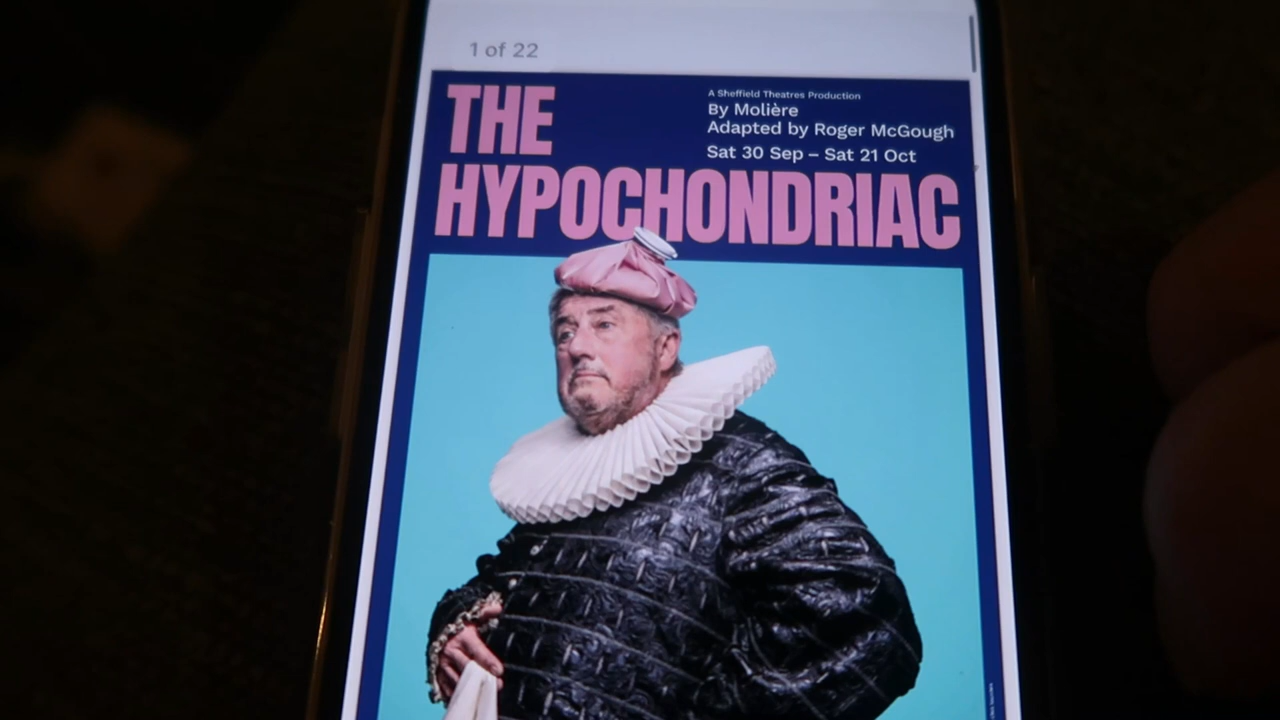 1 of 22
THE
HYPOCHONDRIAC
A Sheffield Theatres Production
By Molière
Adapted by Roger McGough
Sat 30 Sep – Sat 21 Oct